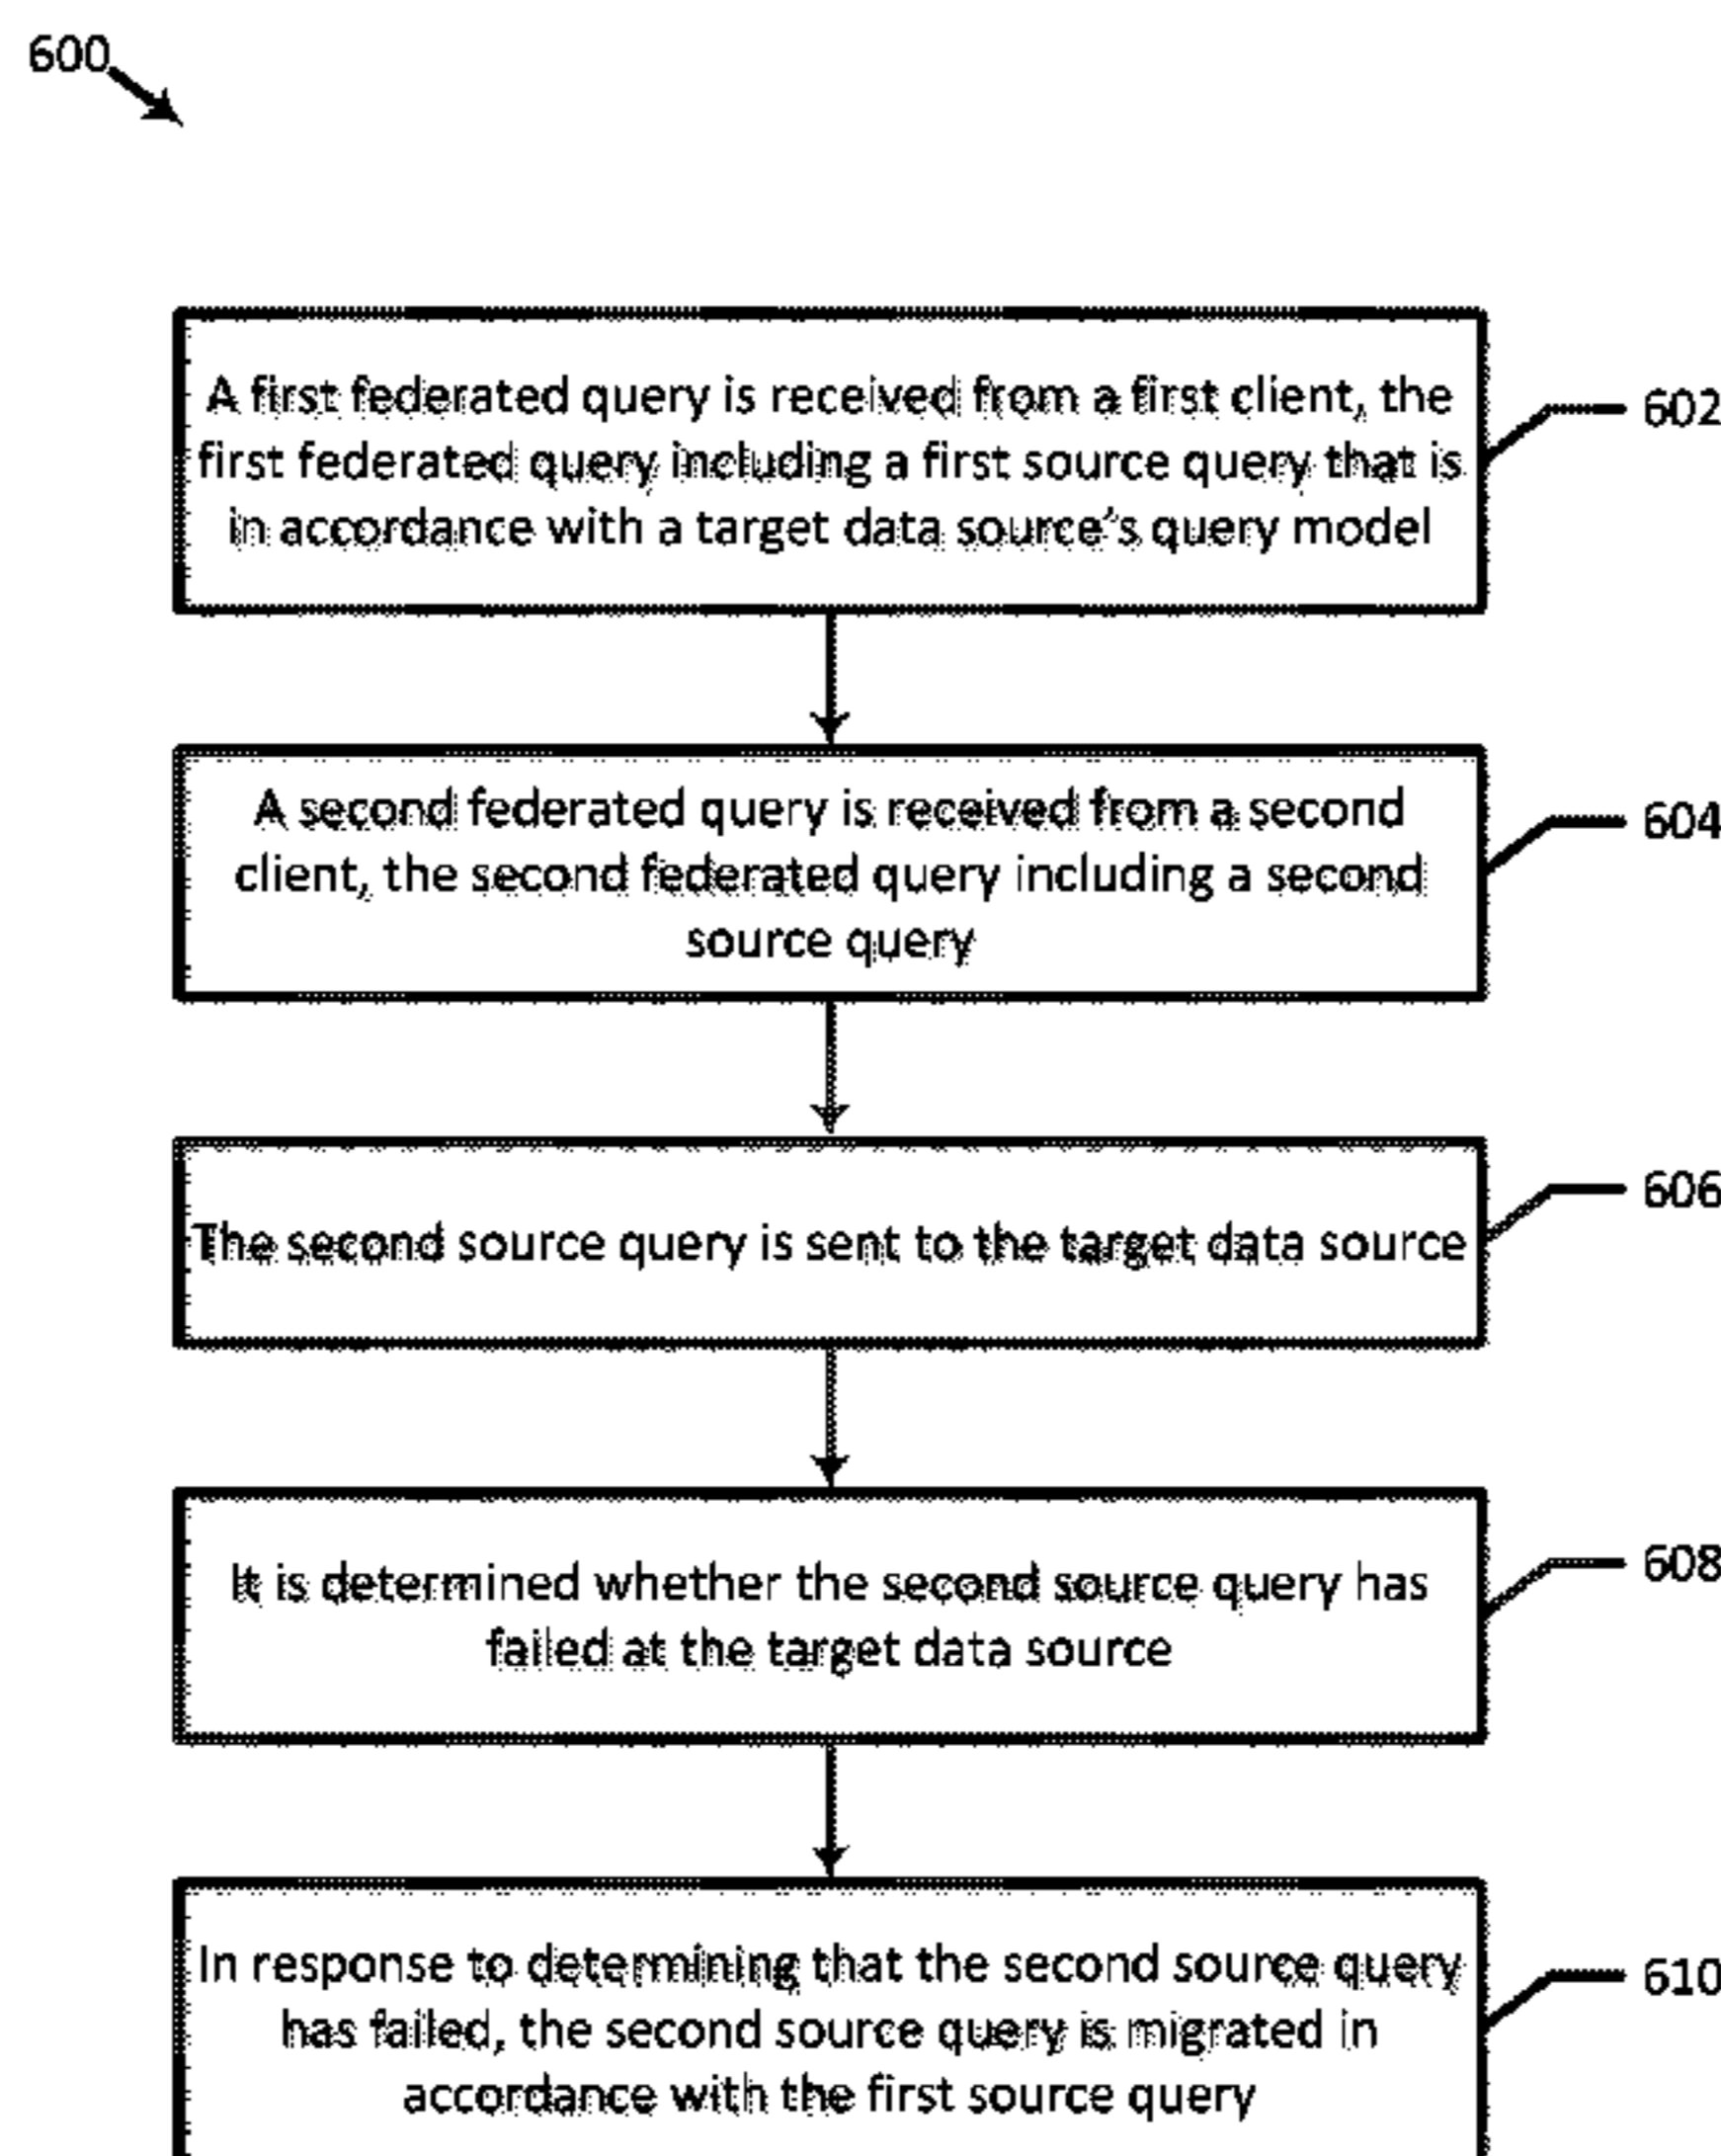 600
A first federated query is received from a first client, the
first federated query including a first source query that is
in accordance with a target data source's query model
602
A second federated query is received from a second
client, the second federated query including a second
source query
604
The second source query is sent to the target data source
606
It is determined whether the second source query has
failed at the target data source
608
In response to determining that the second source query
has failed, the second source query is migrated in
accordance with the first source query
610